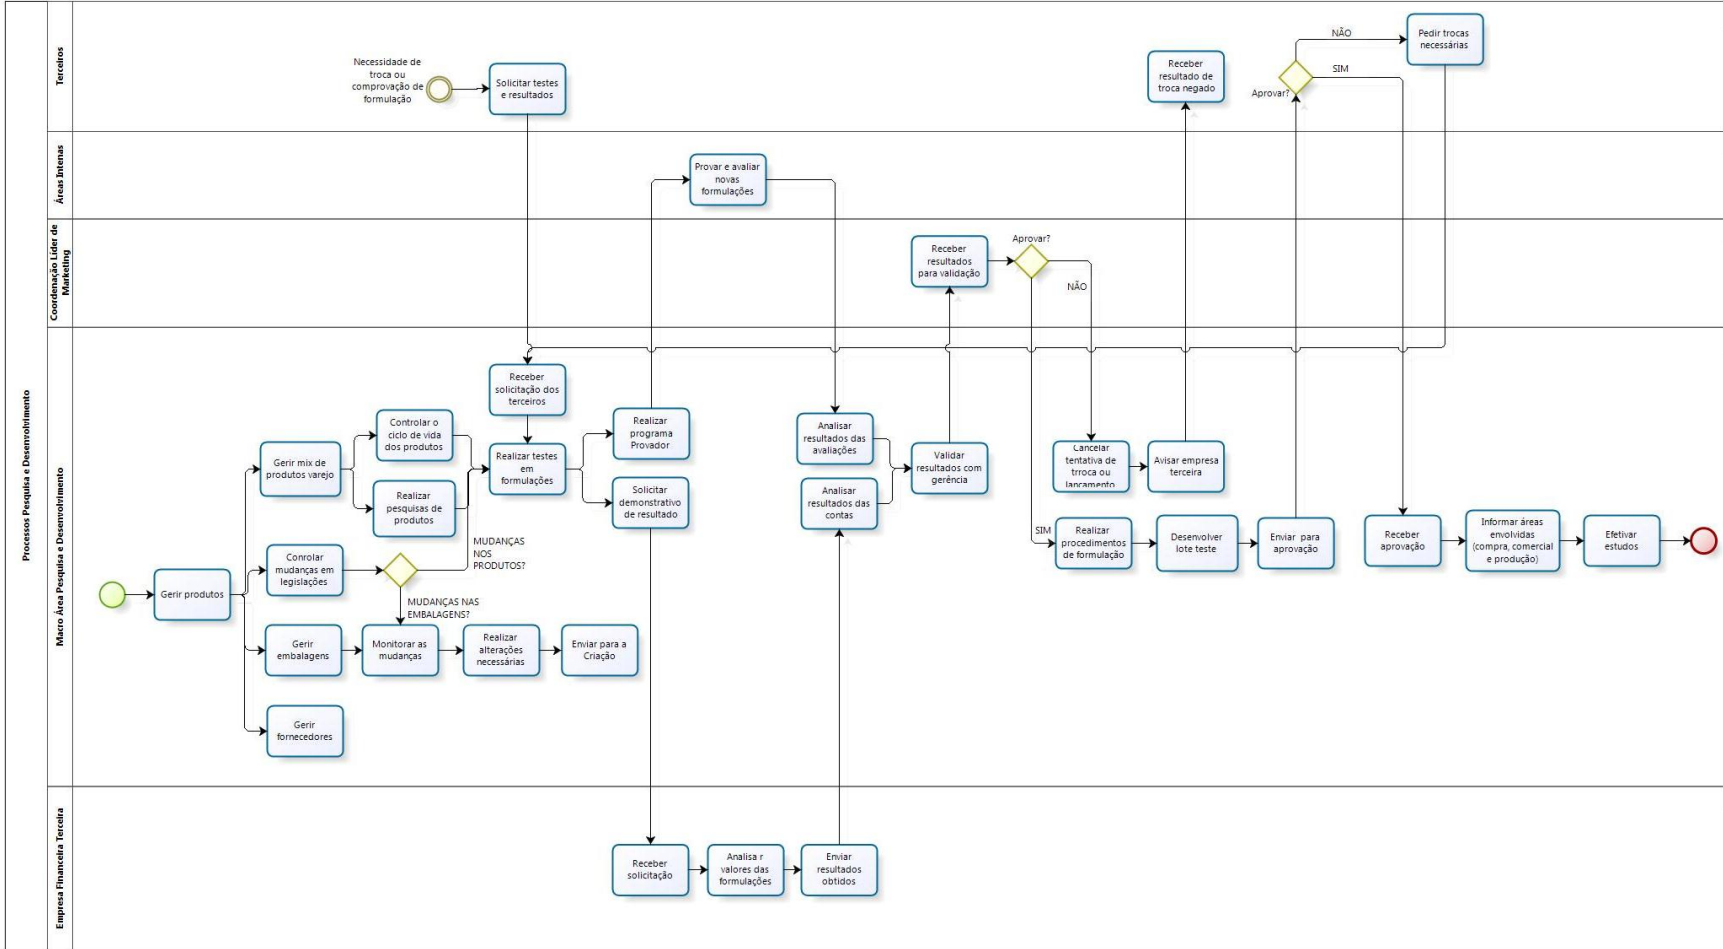 Processos Pesquisa e Desenvolvimento
Terceiros
Necessidade de
troca ou
comprovação de
formulação
Solicitar testes
e resultados
Receber
resultado de
troca negado
Aprovar?
NÃO
SIM
Pedir trocas
necessárias
Áreas Intenas
Provar e avaliar
novas
formulações
Coordenação Líder de
Marketing
Receber
resultados
para validação
Aprovar?
NÃO
SIM
Macro Área Pesquisa e Desenvolvimento
Gerir produtos
Gerir mix de
produtos varejo
Controlar o
ciclo de vida
dos produtos
Realizar
pesquisas de
produtos
Conrolar
mudanças em
legislações
MUDANÇAS
NOS
PRODUTOS?
MUDANÇAS NAS
EMBALAGENS?
Gerir
embalagens
Monitorar as
mudanças
Realizar
alterações
necessárias
Enviar para a
Criação
Gerir
fornecedores
Receber
solicitação dos
terceiros
Realizar testes
em
formulações
Realizar
programa
Provador
Solicitar
demonstrativo
de resultado
Analisar
resultados das
avaliações
Analisar
resultados das
contas
Validar
resultados com
gerência
Cancelar
tentativa de
trroca ou
lançamento
Avisar empresa
terceira
Realizar
procedimentos
de formulação
Desenvolver
lote teste
Enviar para
aprovação
Receber
aprovação
Informar áreas
envolvidas
(compra, comercial
e produção)
Efetivar
estudos
Empresa Financeira Terceira
Receber
solicitação
Analisa r
valores das
formulações
Enviar
resultados
obtidos